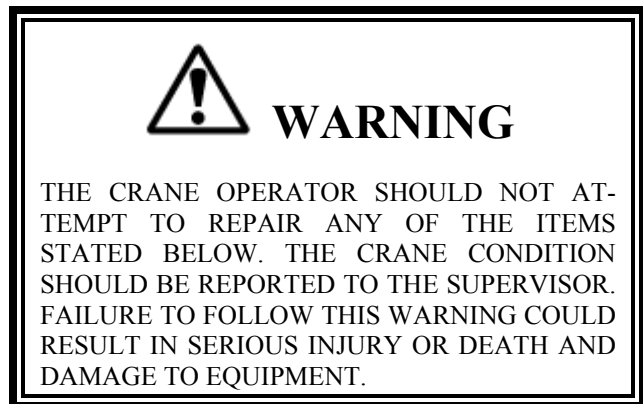 WARNING
THE CRANE OPERATOR SHOULD NOT AT-
TEMPT TO REPAIR ANY OF THE ITEMS
STATED BELOW. THE CRANE CONDITION
SHOULD BE REPORTED TO THE SUPERVISOR.
FAILURE TO FOLLOW THIS WARNING COULD
RESULT IN SERIOUS INJURY OR DEATH AND
DAMAGE TO EQUIPMENT.